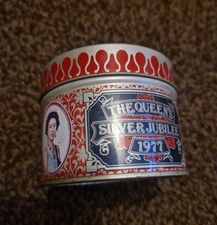 THE QUEEN'S
SILVER JUBILEE
1977